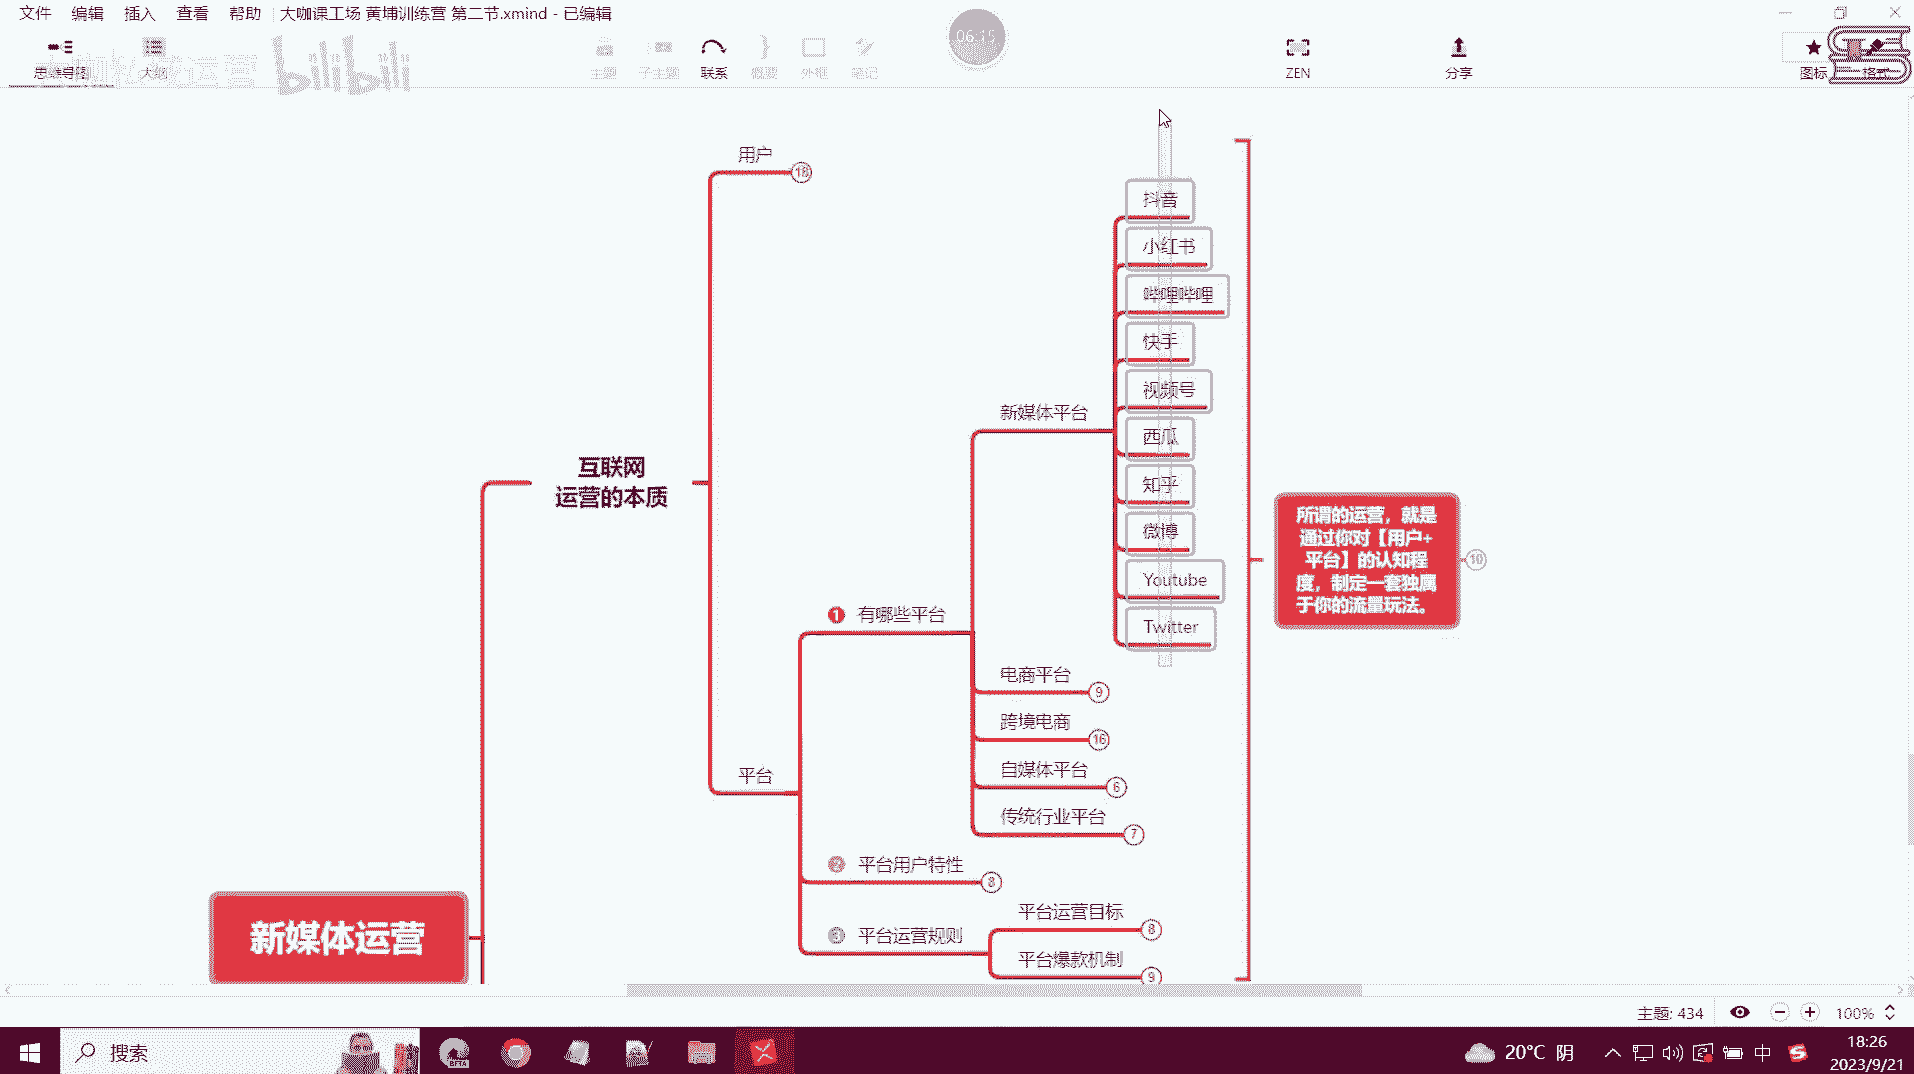 文件 编辑 插入 查看 帮助 大咖课工场 黄埔训练营 第二节.xmind - 已编辑
思维导图 大纲 主题 子主题 联系 概要 外框 笔记 06:15 ZEN 分享 图标 格式
bilibili
用户 18
抖音
小红书
哔哩哔哩
快手
视频号
西瓜
知乎
微博
Youtube
Twitter
新媒体平台
互联网
运营的本质
所谓的运营，就是
通过你对【用户+
平台】的认知程
度，制定一套独属
于你的流量玩法。
10
1 有哪些平台
电商平台 9
跨境电商 16
自媒体平台 6
传统行业平台 7
平台
2 平台用户特性 8
3 平台运营规则
平台运营目标 8
平台爆款机制 9
新媒体运营
主题: 434 100%
搜索
20°C 阴 中 18:26
2023/9/21